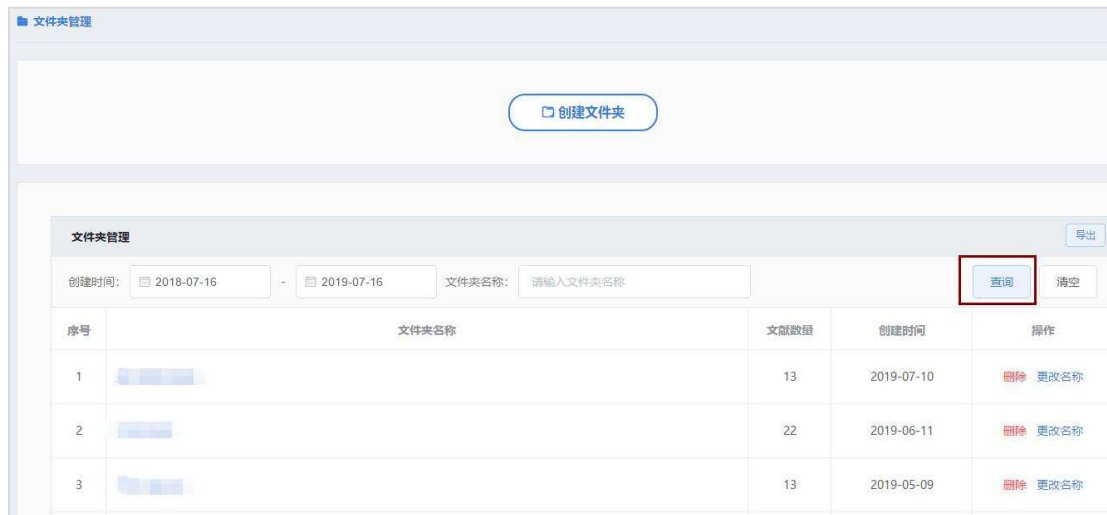 文件夹管理
创建文件夹
文件夹管理 导出
创建时间： 2018-07-16 - 2019-07-16 文件夹名称： 请输入文件夹名称 查询 清空
序号 文件夹名称 文献数量 创建时间 操作
1 13 2019-07-10 删除 更改名称
2 22 2019-06-11 删除 更改名称
3 13 2019-05-09 删除 更改名称